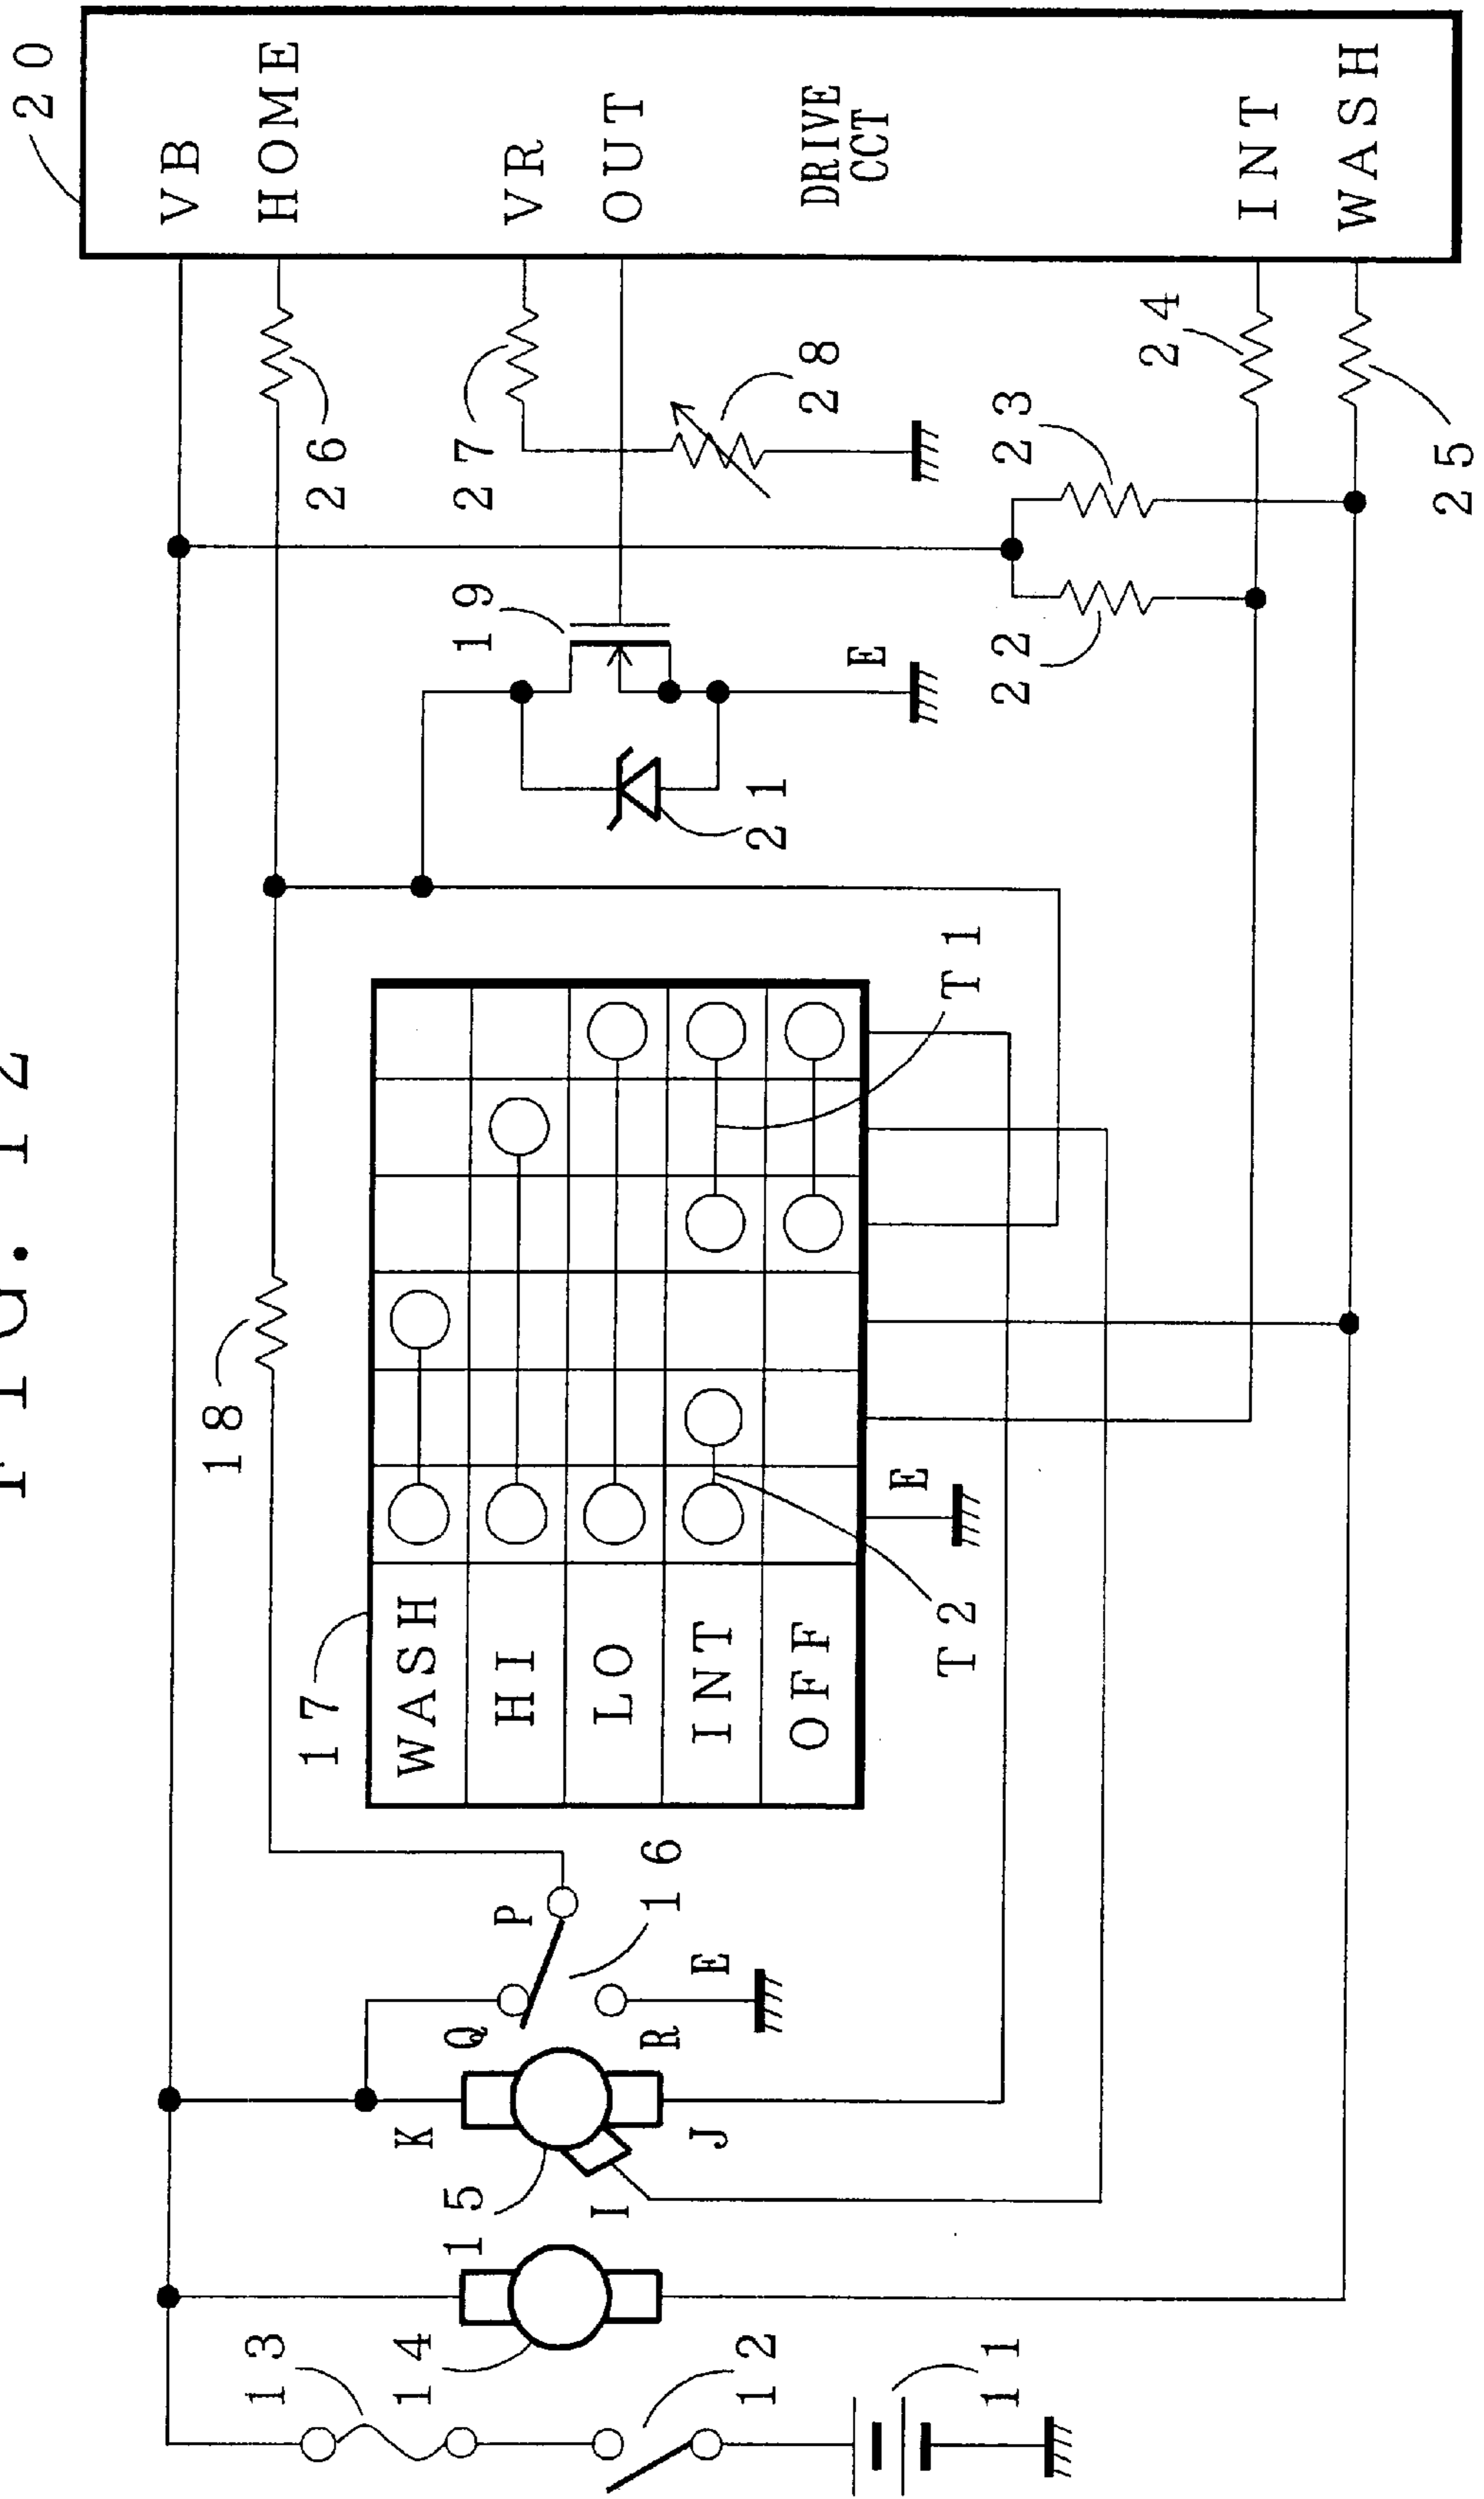 FIG. 12
20
VB
HOME
VR
OUT
DRIVE
CCT
INT
WASH
26
27
28
24
25
23
22
19
E
21
18
T1
17
WASH
HI
LO
INT
OFF
T2
E
P
16
Q
R
E
K
J
15
I
13
14
12
11